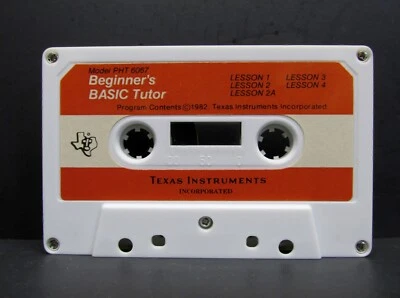 Model PHT 6067
Beginner's
BASIC Tutor
LESSON 1 LESSON 3
LESSON 2 LESSON 4
LESSON 2A
Program Contents ©1982 Texas Instruments Incorporated
TEXAS INSTRUMENTS
INCORPORATED